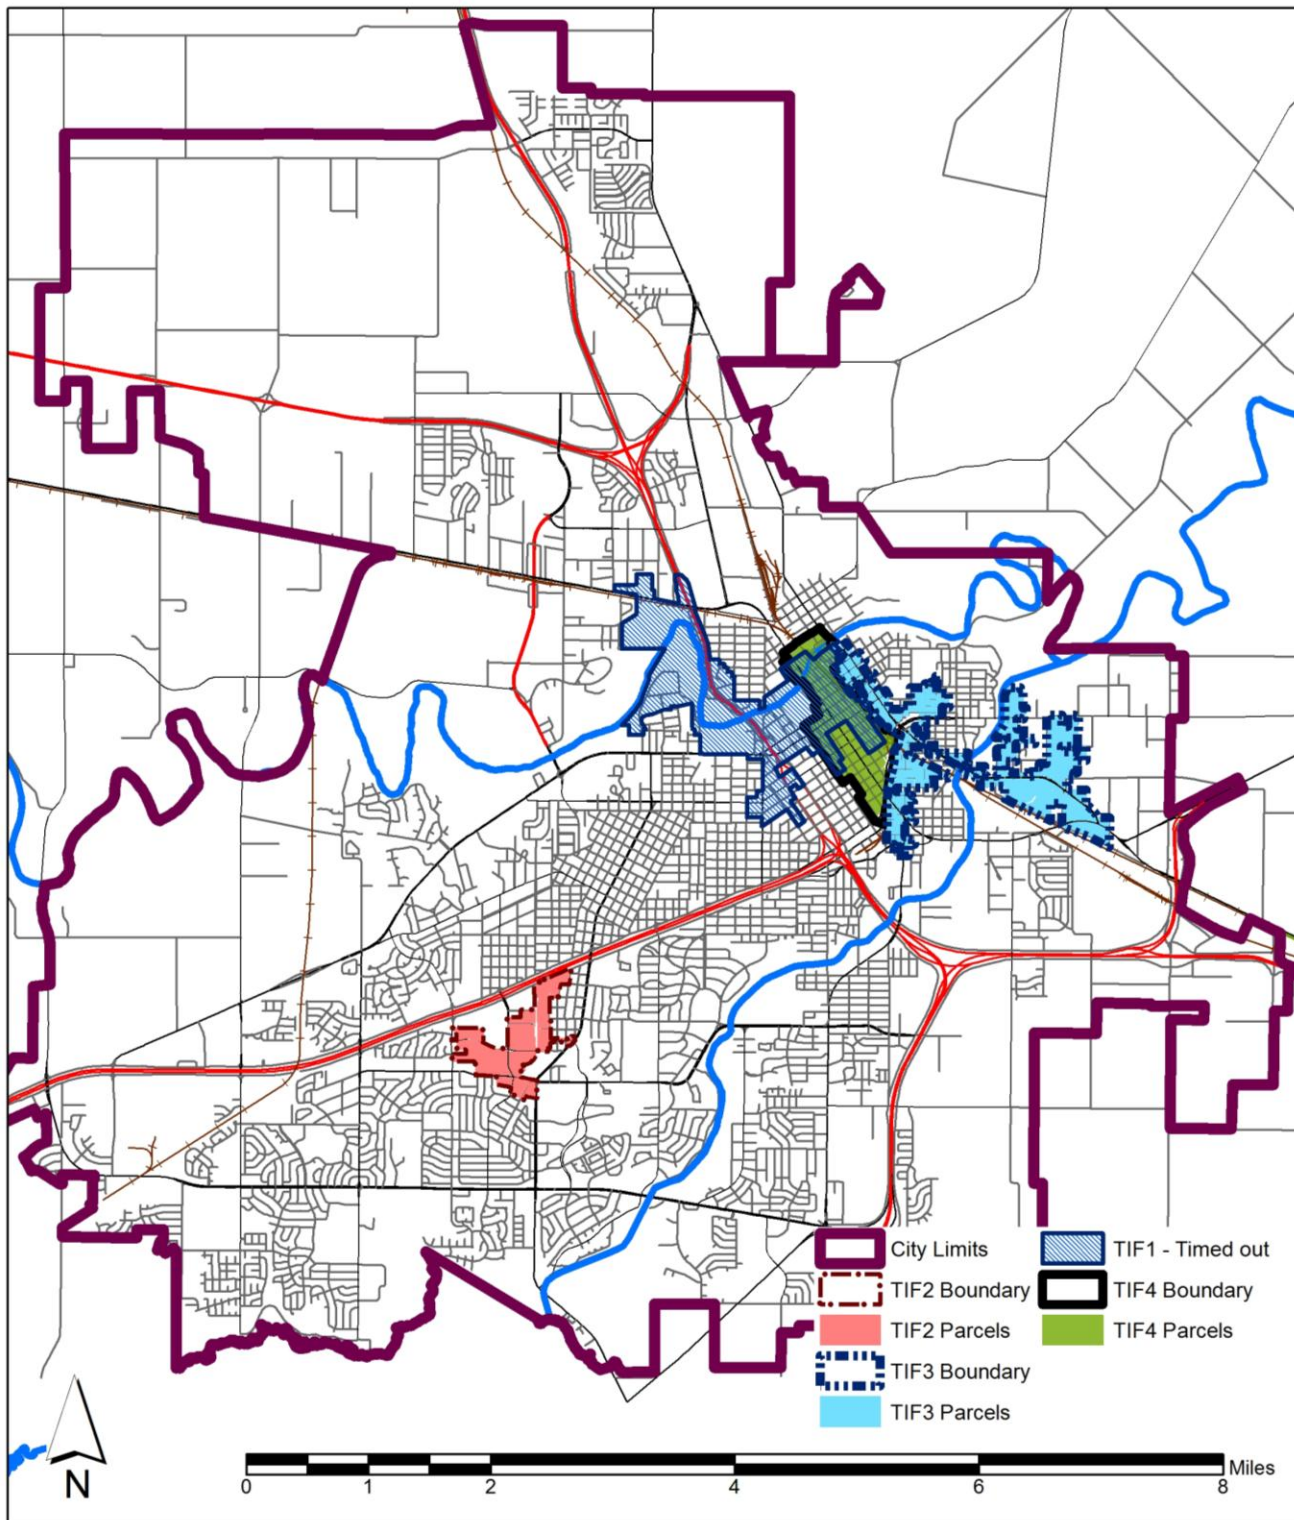 City Limits
TIF1 - Timed out
TIF2 Boundary
TIF4 Boundary
TIF2 Parcels
TIF4 Parcels
TIF3 Boundary
TIF3 Parcels
N
Miles
0 1 2 4 6 8